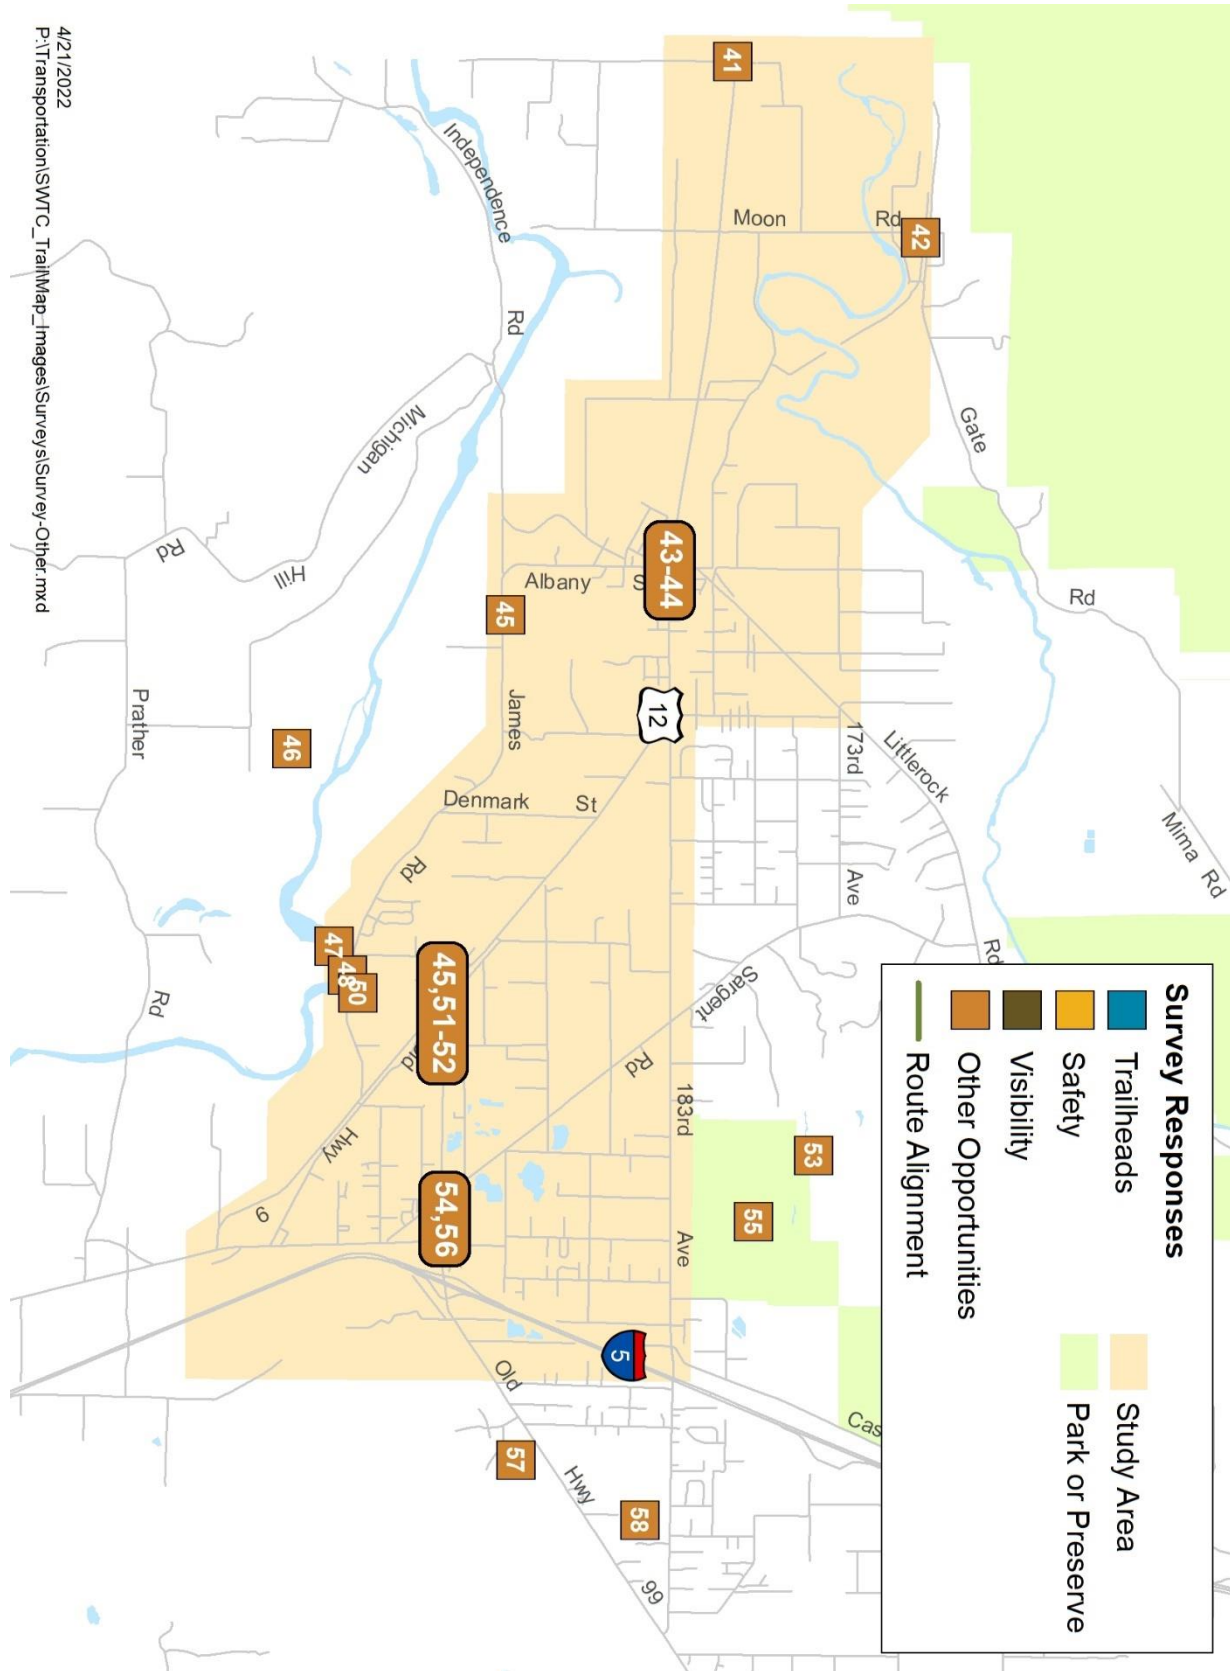 Survey Responses
Trailheads
Safety
Visibility
Other Opportunities
Route Alignment
Study Area
Park or Preserve
41
42
Moon Rd
Independence Rd
Gate Rd
Mima Rd
Michigan Hill Rd
43-44
Albany S
45
12
James Rd
46
Prather Rd
Denmark St
173rd Ave
Littlerock Rd
Sargent Rd
183rd Ave
47
48
50
45,51-52
Hwy 9
53
55
54,56
5
Cas
Old Hwy 99
57
58
4/21/2022
P:\Transportation\SWTC_Trail\Map_Images\Surveys\Survey-Other.mxd